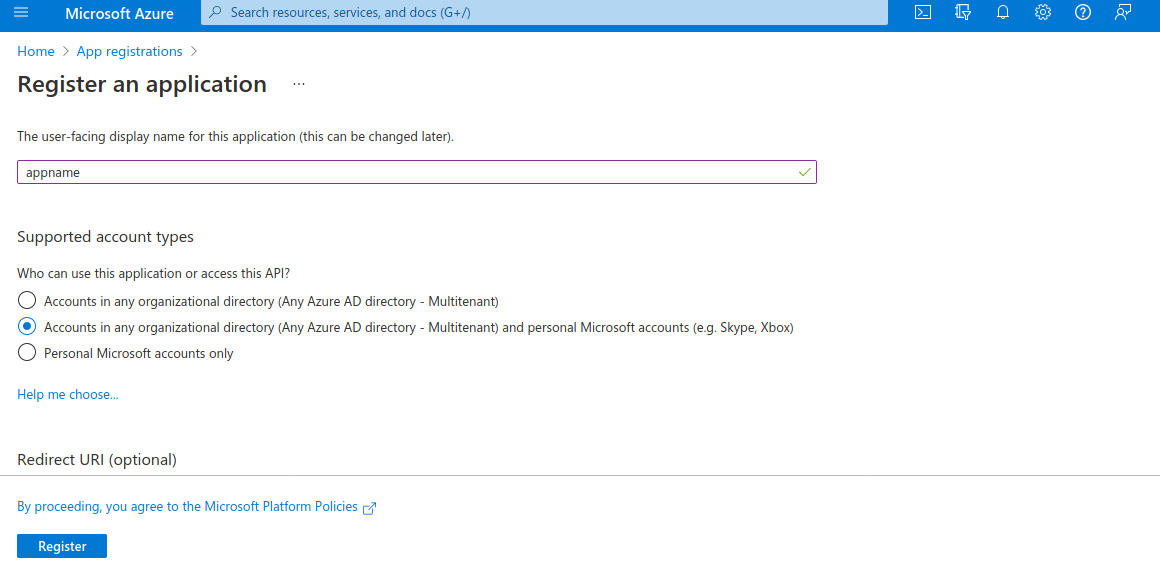 Microsoft Azure
Search resources, services, and docs (G+/)
Home > App registrations >
Register an application ...
The user-facing display name for this application (this can be changed later).
appname
Supported account types
Who can use this application or access this API?
Accounts in any organizational directory (Any Azure AD directory - Multitenant)
Accounts in any organizational directory (Any Azure AD directory - Multitenant) and personal Microsoft accounts (e.g. Skype, Xbox)
Personal Microsoft accounts only
Help me choose...
Redirect URI (optional)
By proceeding, you agree to the Microsoft Platform Policies
Register